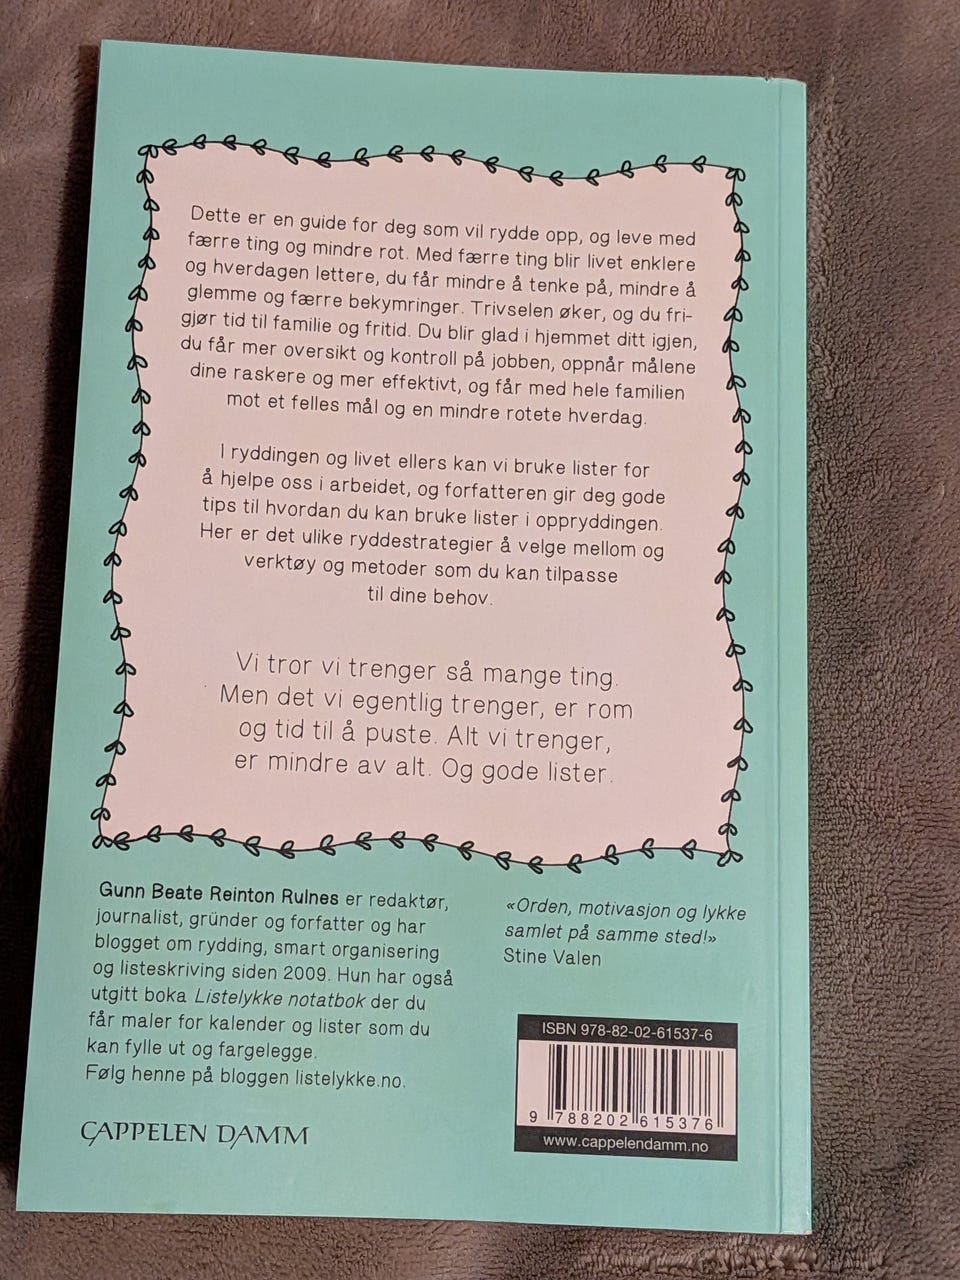 Dette er en guide for deg som vil rydde opp, og leve med
færre ting og mindre rot. Med færre ting blir livet enklere
og hverdagen lettere, du får mindre å tenke på, mindre å
glemme og færre bekymringer. Trivselen øker, og du fri-
gjør tid til familie og fritid. Du blir glad i hjemmet ditt igjen,
du får mer oversikt og kontroll på jobben, oppnår målene
dine raskere og mer effektivt, og får med hele familien
mot et felles mål og en mindre rotete hverdag.
I ryddingen og livet ellers kan vi bruke lister for
å hjelpe oss i arbeidet, og forfatteren gir deg gode
tips til hvordan du kan bruke lister i oppryddingen.
Her er det ulike ryddestrategier å velge mellom og
verktøy og metoder som du kan tilpasse
til dine behov.
Vi tror vi trenger så mange ting.
Men det vi egentlig trenger, er rom
og tid til å puste. Alt vi trenger,
er mindre av alt. Og gode lister.
Gunn Beate Reinton Rulnes er redaktør,
journalist, gründer og forfatter og har
blogget om rydding, smart organisering
og listeskriving siden 2009. Hun har også
utgitt boka Listelykke notatbok der du
får maler for kalender og lister som du
kan fylle ut og fargelegge.
Følg henne på bloggen listelykke.no.
CAPPELEN DAMM
«Orden, motivasjon og lykke
samlet på samme sted!»
Stine Valen
ISBN 978-82-02-61537-6
9 788202 615376
www.cappelendamm.no